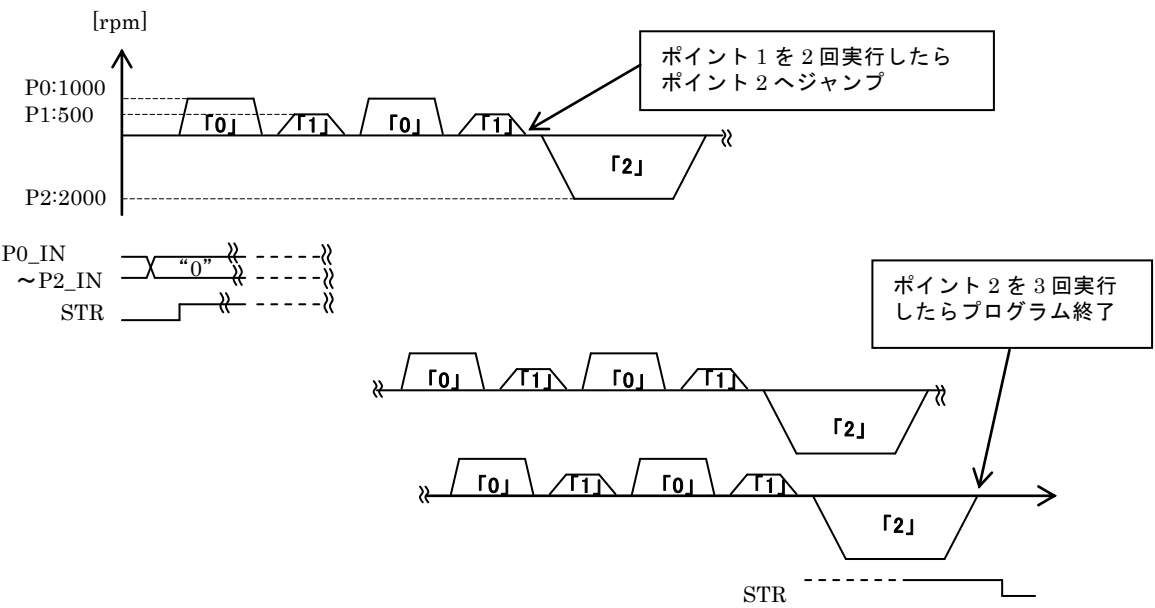 [rpm]
ポイント 1 を 2 回実行したら
ポイント 2 へジャンプ
P0:1000
P1:500
「0」 「1」 「0」 「1」
「2」
P2:2000
P0_IN
～P2_IN
“0”
STR
ポイント 2 を 3 回実行
したらプログラム終了
「0」 「1」 「0」 「1」
「2」
「0」 「1」 「0」 「1」
「2」
STR